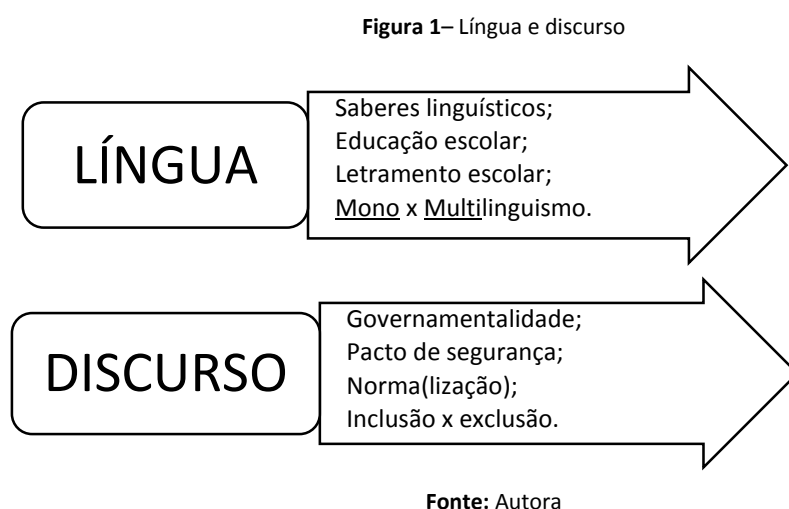 Figura 1– Língua e discurso
LÍNGUA
Saberes linguísticos;
Educação escolar;
Letramento escolar;
Mono x Multilinguismo.
DISCURSO
Governamentalidade;
Pacto de segurança;
Norma(lização);
Inclusão x exclusão.
Fonte: Autora